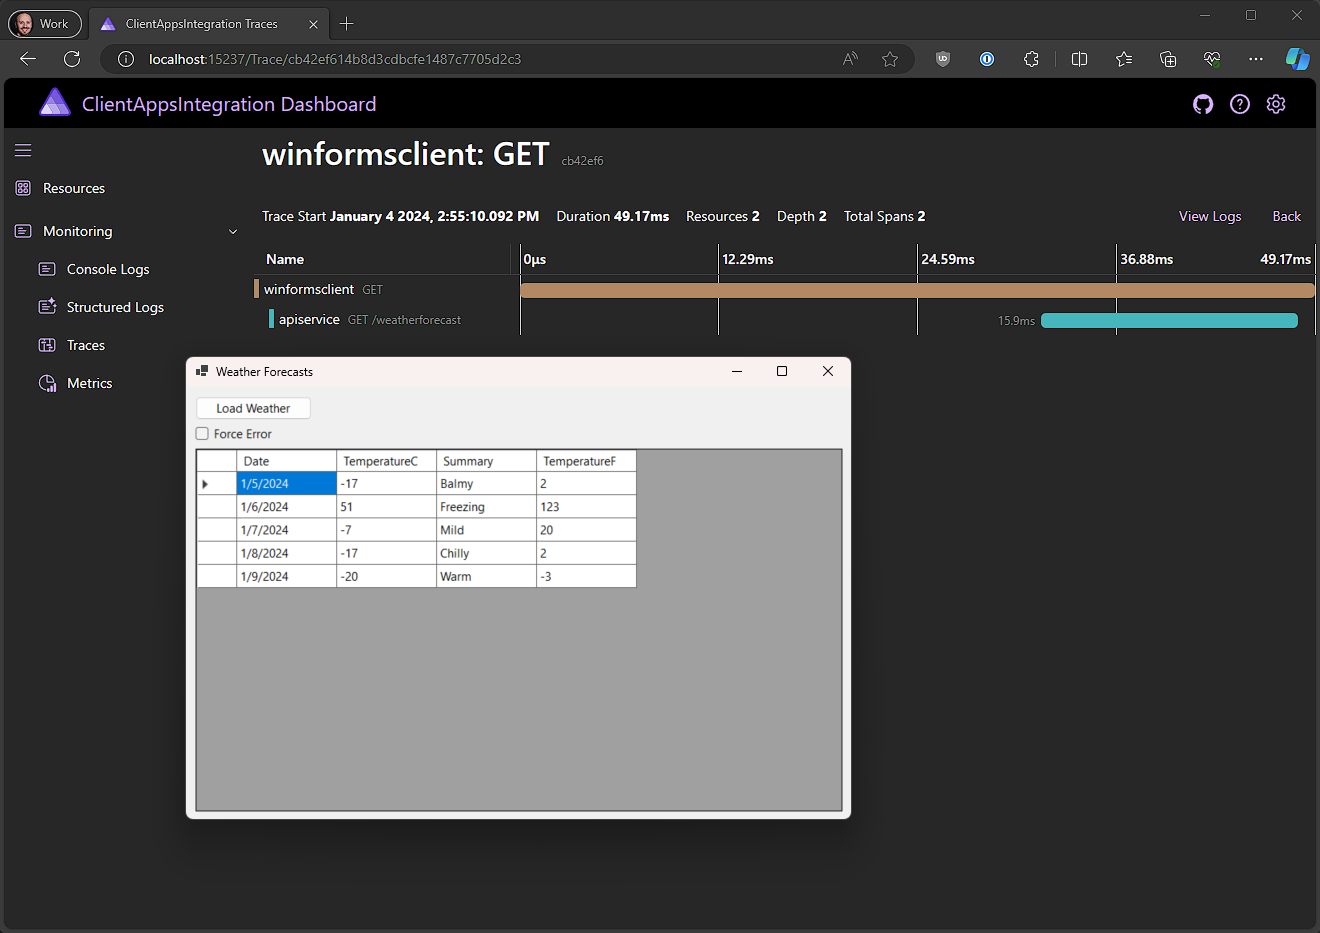 Work
ClientAppsIntegration Traces
localhost:15237/Trace/cb42ef614b8d3cdbcfe1487c7705d2c3
ClientAppsIntegration Dashboard
winformsclient: GET cb42ef6
Resources
Trace Start January 4 2024, 2:55:10.092 PM Duration 49.17ms Resources 2 Depth 2 Total Spans 2 View Logs Back
Monitoring
Name 0µs 12.29ms 24.59ms 36.88ms 49.17ms
Console Logs
winformsclient GET
Structured Logs
apiservice GET /weatherforecast 15.9ms
Traces
Metrics
Weather Forecasts
Load Weather
Force Error
Date TemperatureC Summary TemperatureF
1/5/2024 -17 Balmy 2
1/6/2024 51 Freezing 123
1/7/2024 -7 Mild 20
1/8/2024 -17 Chilly 2
1/9/2024 -20 Warm -3